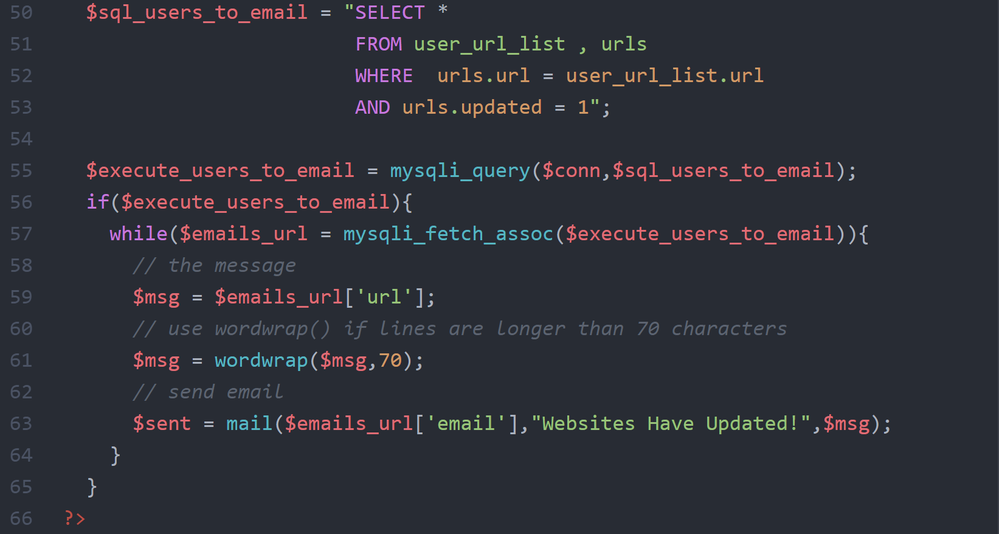 50 $sql_users_to_email = "SELECT *
51 FROM user_url_list , urls
52 WHERE  urls.url = user_url_list.url
53 AND urls.updated = 1";
54
55 $execute_users_to_email = mysqli_query($conn,$sql_users_to_email);
56 if($execute_users_to_email){
57 while($emails_url = mysqli_fetch_assoc($execute_users_to_email)){
58 // the message
59 $msg = $emails_url['url'];
60 // use wordwrap() if lines are longer than 70 characters
61 $msg = wordwrap($msg,70);
62 // send email
63 $sent = mail($emails_url['email'],"Websites Have Updated!",$msg);
64 }
65 }
66 ?>